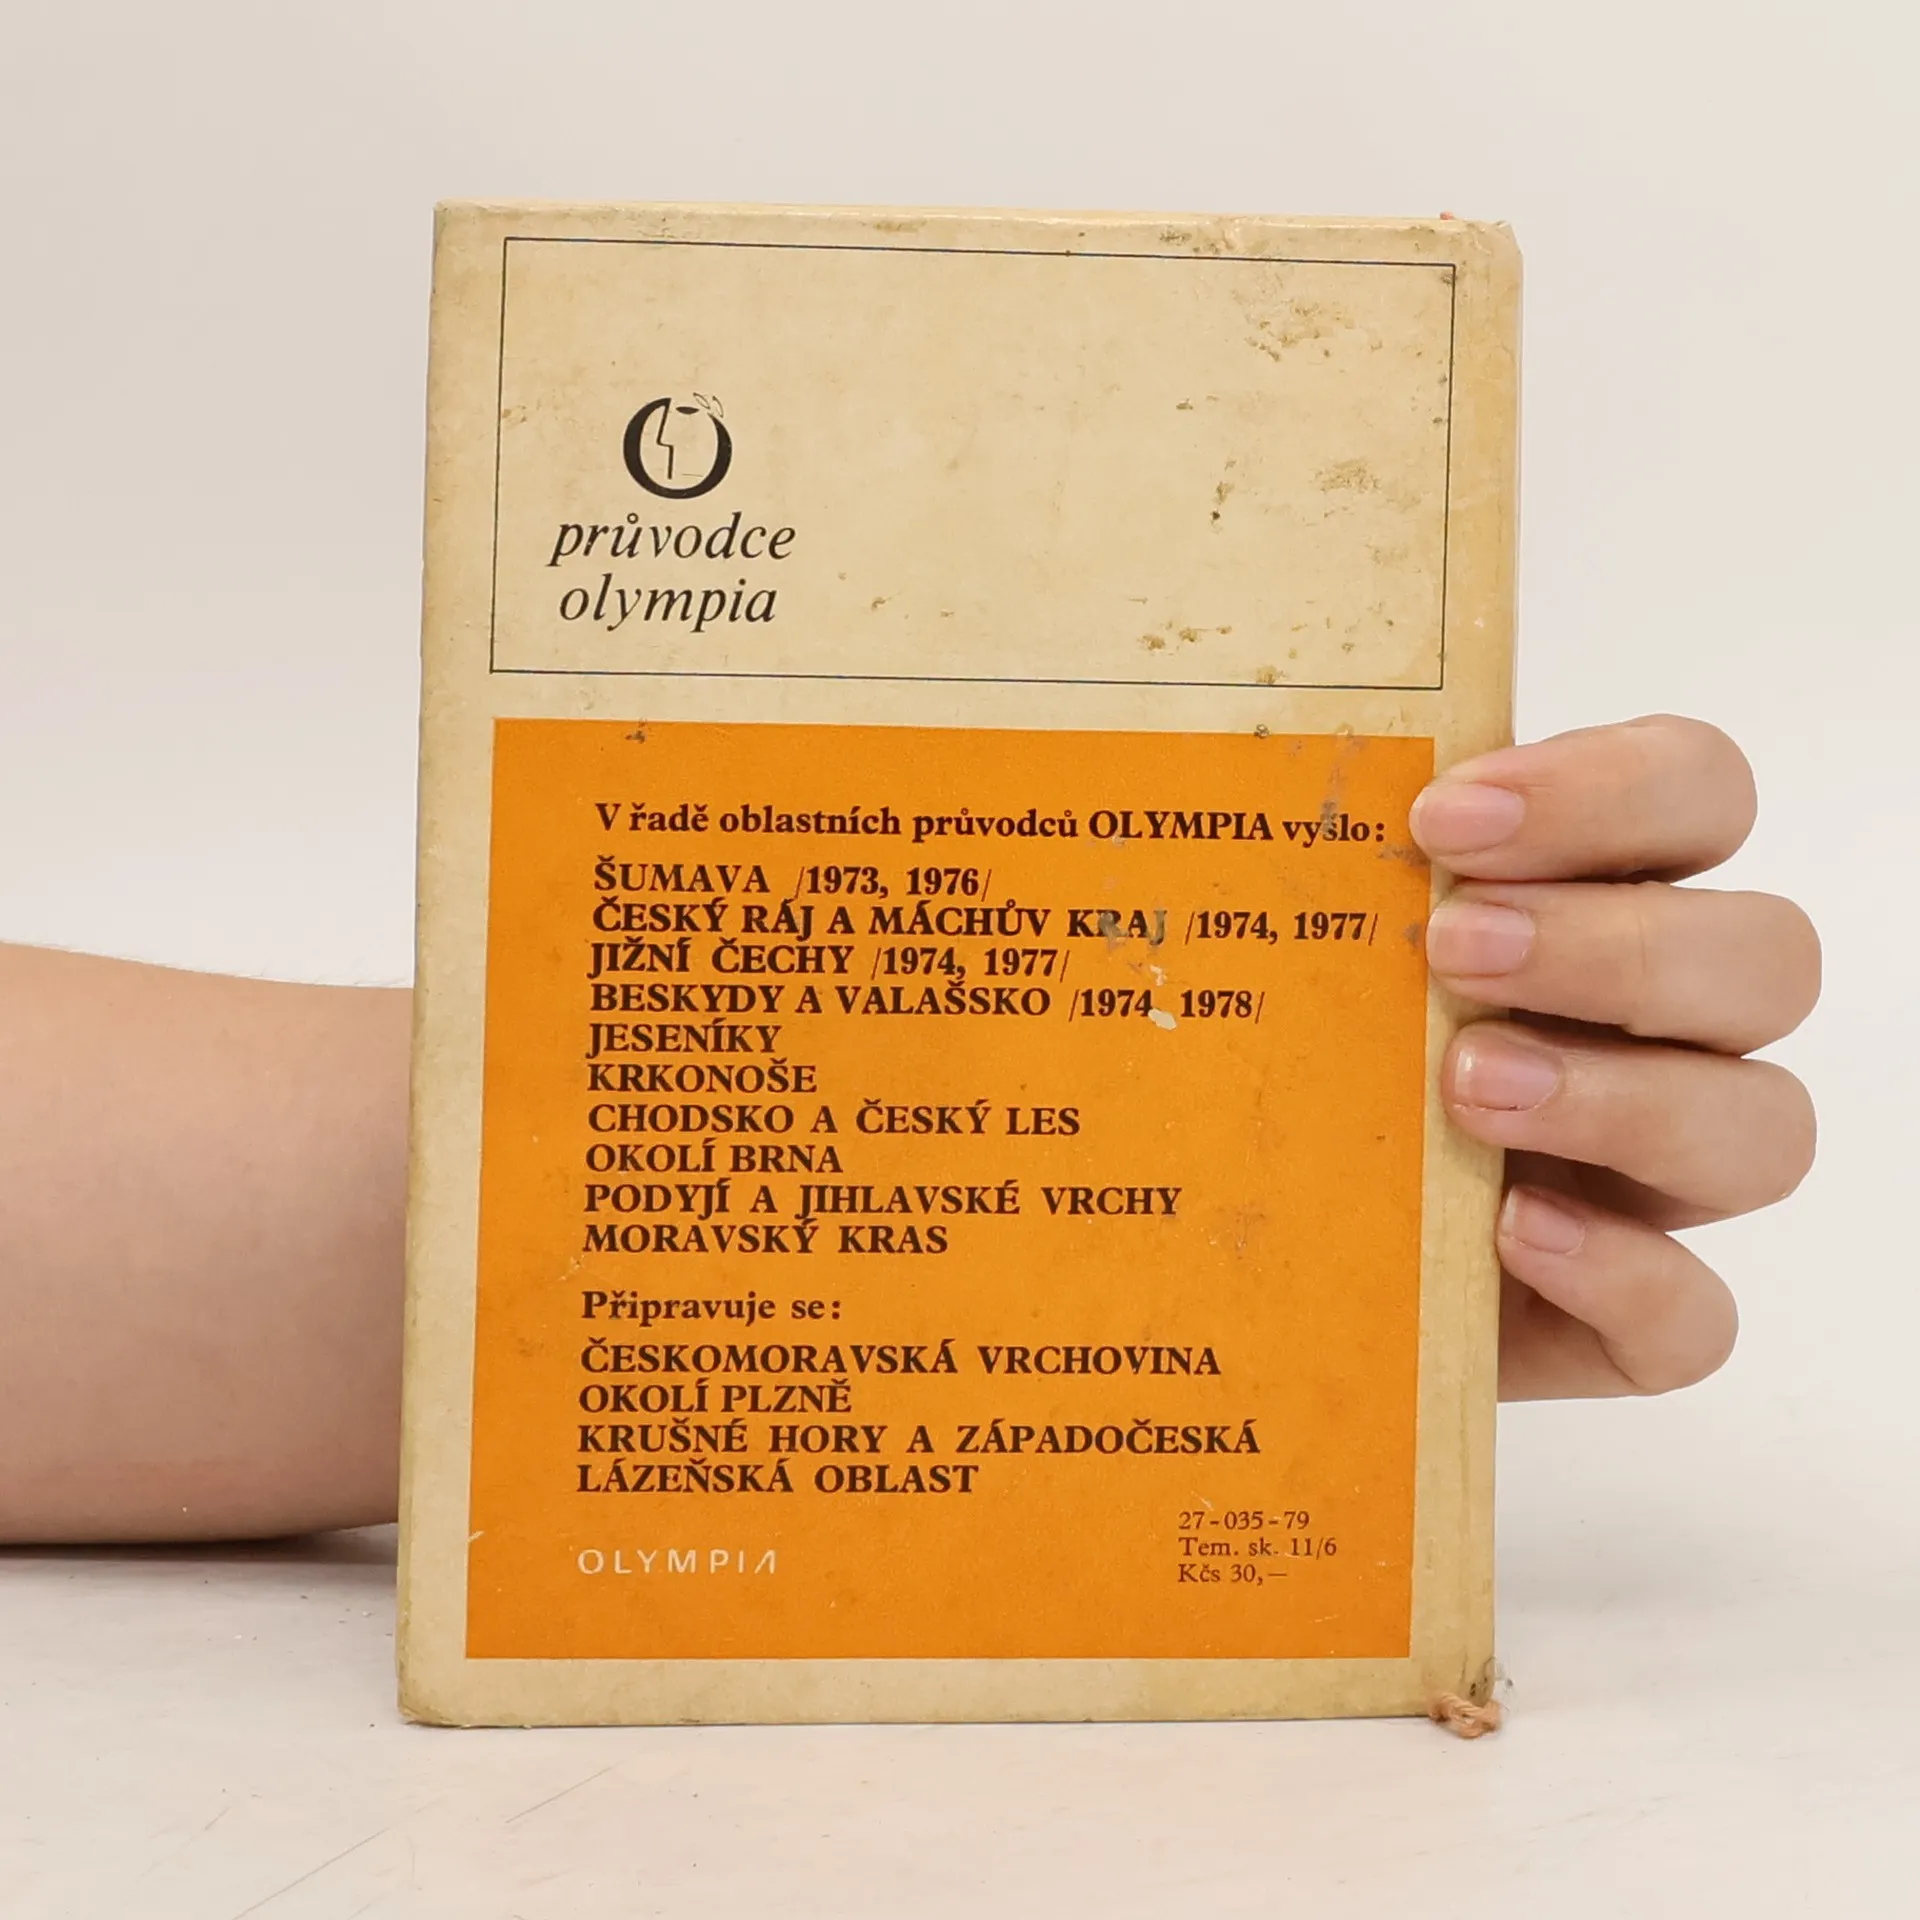 průvodce
olympia
V řadě oblastních průvodců OLYMPIA vyšlo:
ŠUMAVA /1973, 1976/
ČESKÝ RÁJ A MÁCHŮV KRAJ /1974, 1977/
JIŽNÍ ČECHY /1974, 1977/
BESKYDY A VALAŠSKO /1974, 1978/
JESENÍKY
KRKONOŠE
CHODSKO A ČESKÝ LES
OKOLÍ BRNA
PODYJÍ A JIHLAVSKÉ VRCHY
MORAVSKÝ KRAS
Připravuje se:
ČESKOMORAVSKÁ VRCHOVINA
OKOLÍ PLZNĚ
KRUŠNÉ HORY A ZÁPADOČESKÁ
LÁZEŇSKÁ OBLAST
27-035-79
Tem. sk. 11/6
Kčs 30,—
OLYMPIA